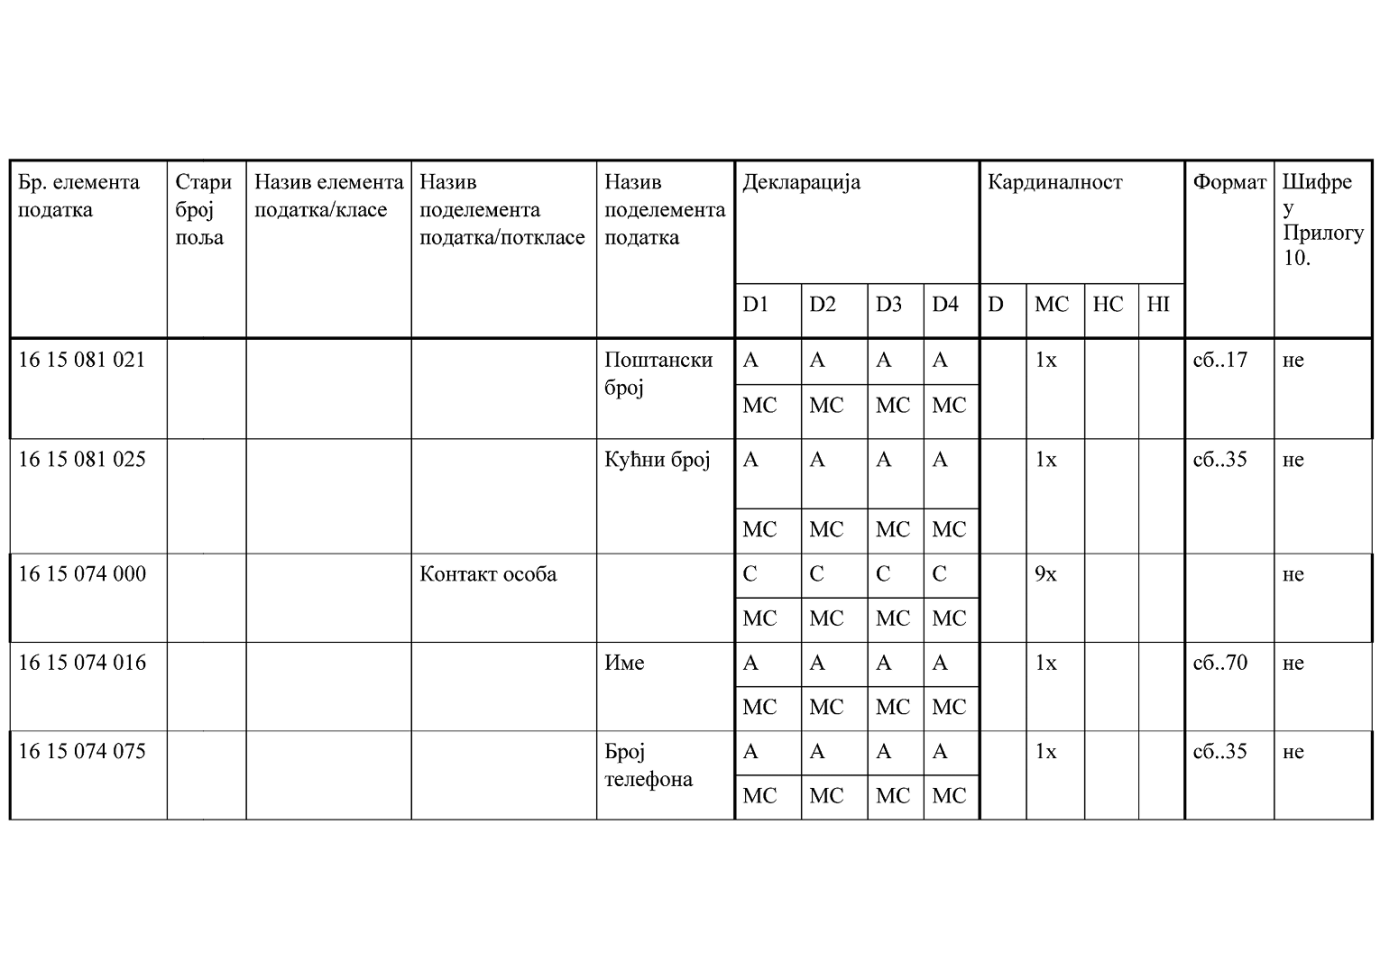 Бр. елемента
податка
Стари
број
поља
Назив елемента
податка/класе
Назив
поделемента
податка/поткласе
Назив
поделемента
податка
Декларација
Кардиналност
Формат
Шифре
у
Прилогу
10.
D1 D2 D3 D4 D MC HC HI
16 15 081 021 Поштански
број
A A A A 1x сб..17 не
MC MC MC MC
16 15 081 025 Кућни број A A A A 1x сб..35 не
MC MC MC MC
16 15 074 000 Контакт особа C C C C 9x не
MC MC MC MC
16 15 074 016 Име A A A A 1x сб..70 не
MC MC MC MC
16 15 074 075 Број
телефона
A A A A 1x сб..35 не
MC MC MC MC